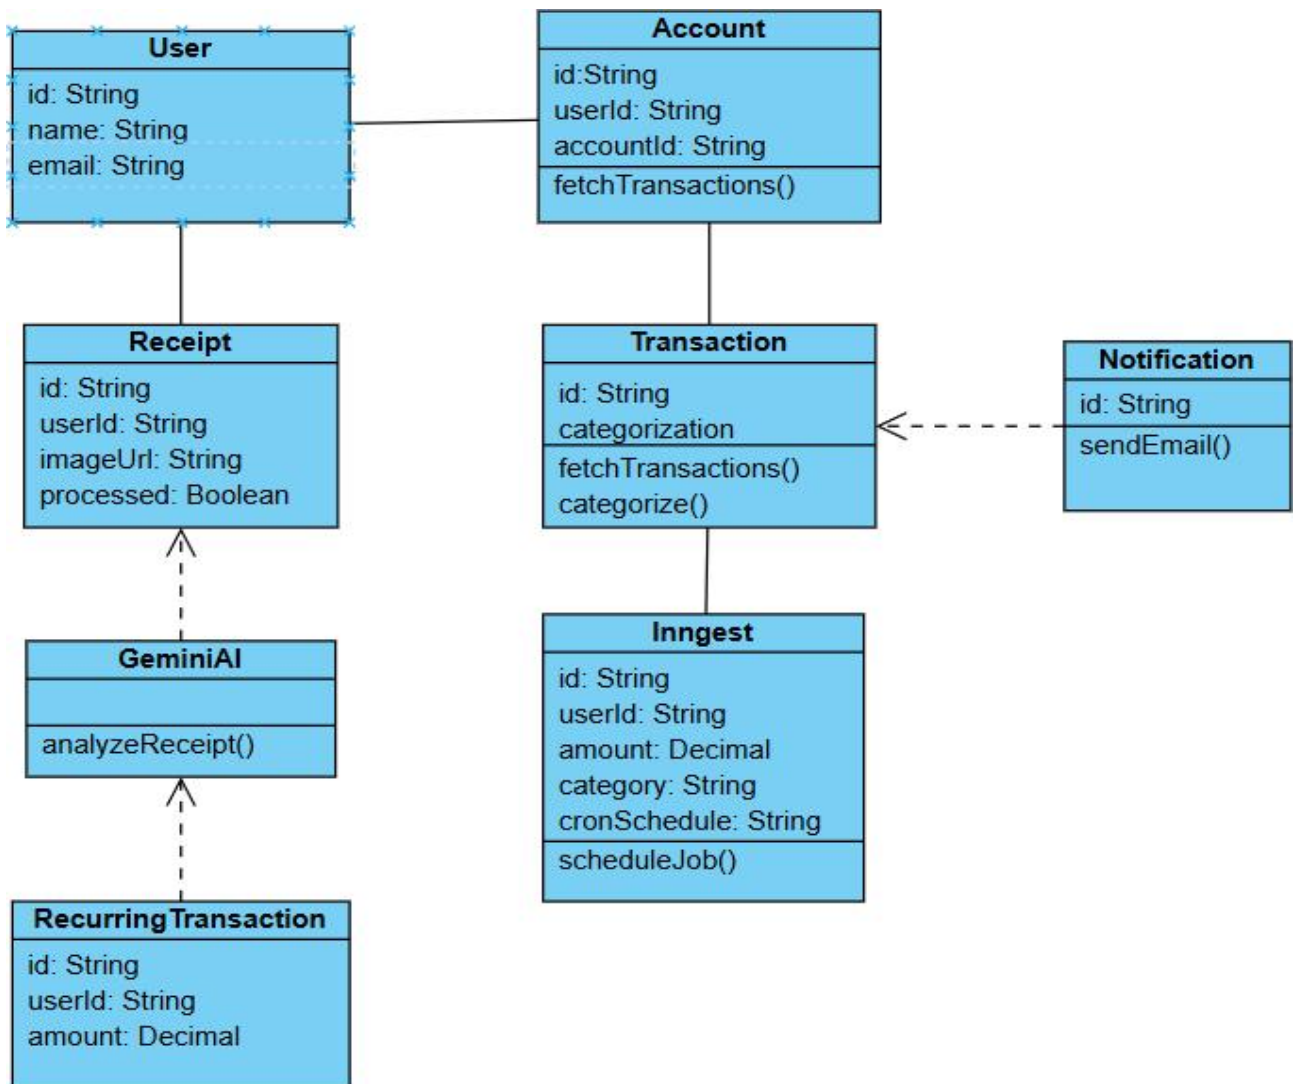 User
id: String
name: String
email: String
Account
id:String
userId: String
accountId: String
fetchTransactions()
Receipt
id: String
userId: String
imageUrl: String
processed: Boolean
Transaction
id: String
categorization
fetchTransactions()
categorize()
Notification
id: String
sendEmail()
GeminiAI
analyzeReceipt()
Inngest
id: String
userId: String
amount: Decimal
category: String
cronSchedule: String
scheduleJob()
RecurringTransaction
id: String
userId: String
amount: Decimal